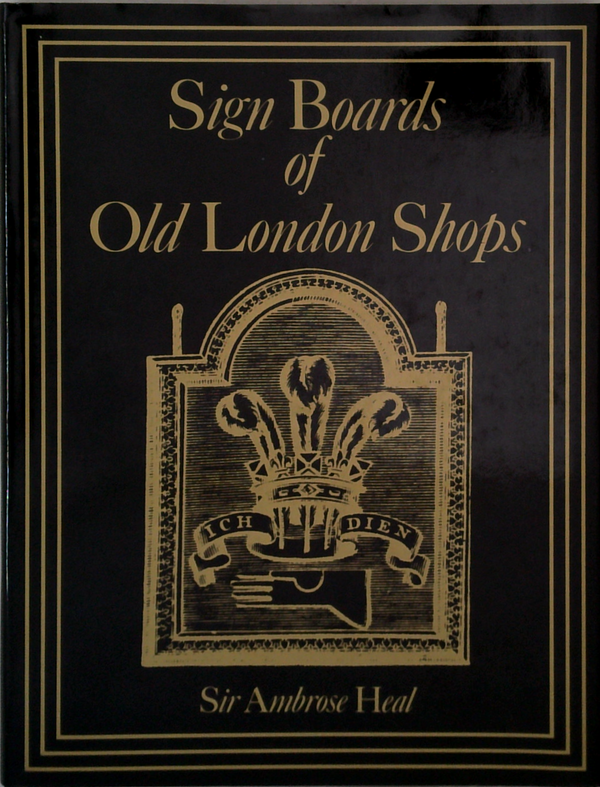 Sign Boards
of
Old London Shops
ICH DIEN
Sir Ambrose Heal